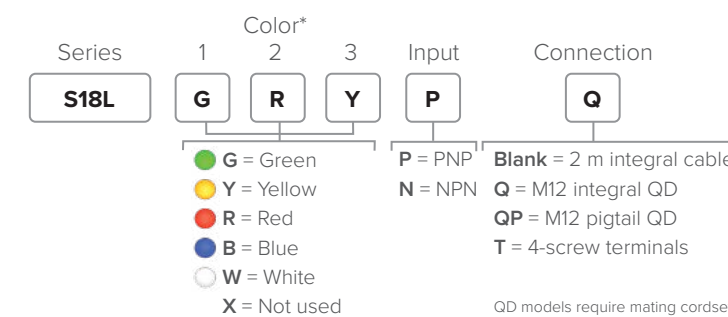 Color*
Series 1 2 3 Input Connection
S18L G R Y P Q
G = Green
Y = Yellow
R = Red
B = Blue
W = White
X = Not used
P = PNP
N = NPN
Blank = 2 m integral cable
Q = M12 integral QD
QP = M12 pigtail QD
T = 4-screw terminals
QD models require mating cordse